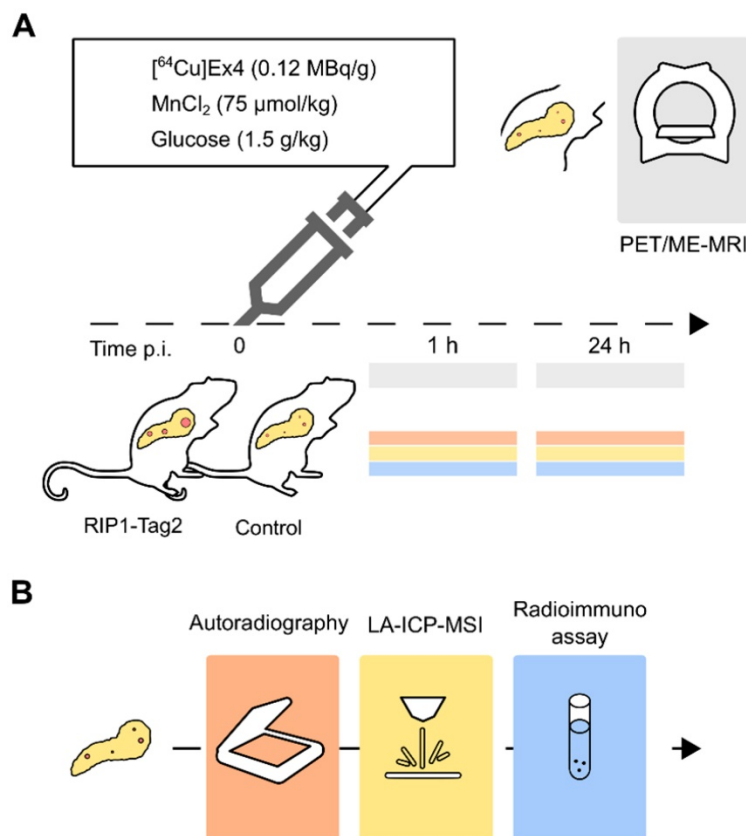 A
[⁶⁴Cu]Ex4 (0.12 MBq/g)
MnCl₂ (75 µmol/kg)
Glucose (1.5 g/kg)
PET/ME-MRI
Time p.i. 0 1 h 24 h
RIP1-Tag2 Control
B
Autoradiography LA-ICP-MSI Radioimmuno
assay